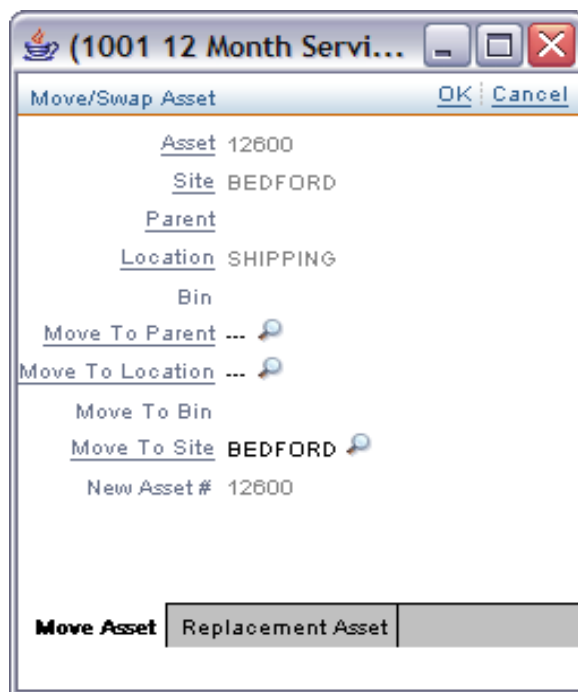 (1001 12 Month Servi...
Move/Swap Asset OK Cancel
Asset 12600
Site BEDFORD
Parent
Location SHIPPING
Bin
Move To Parent ---
Move To Location ---
Move To Bin
Move To Site BEDFORD
New Asset # 12600
Move Asset Replacement Asset